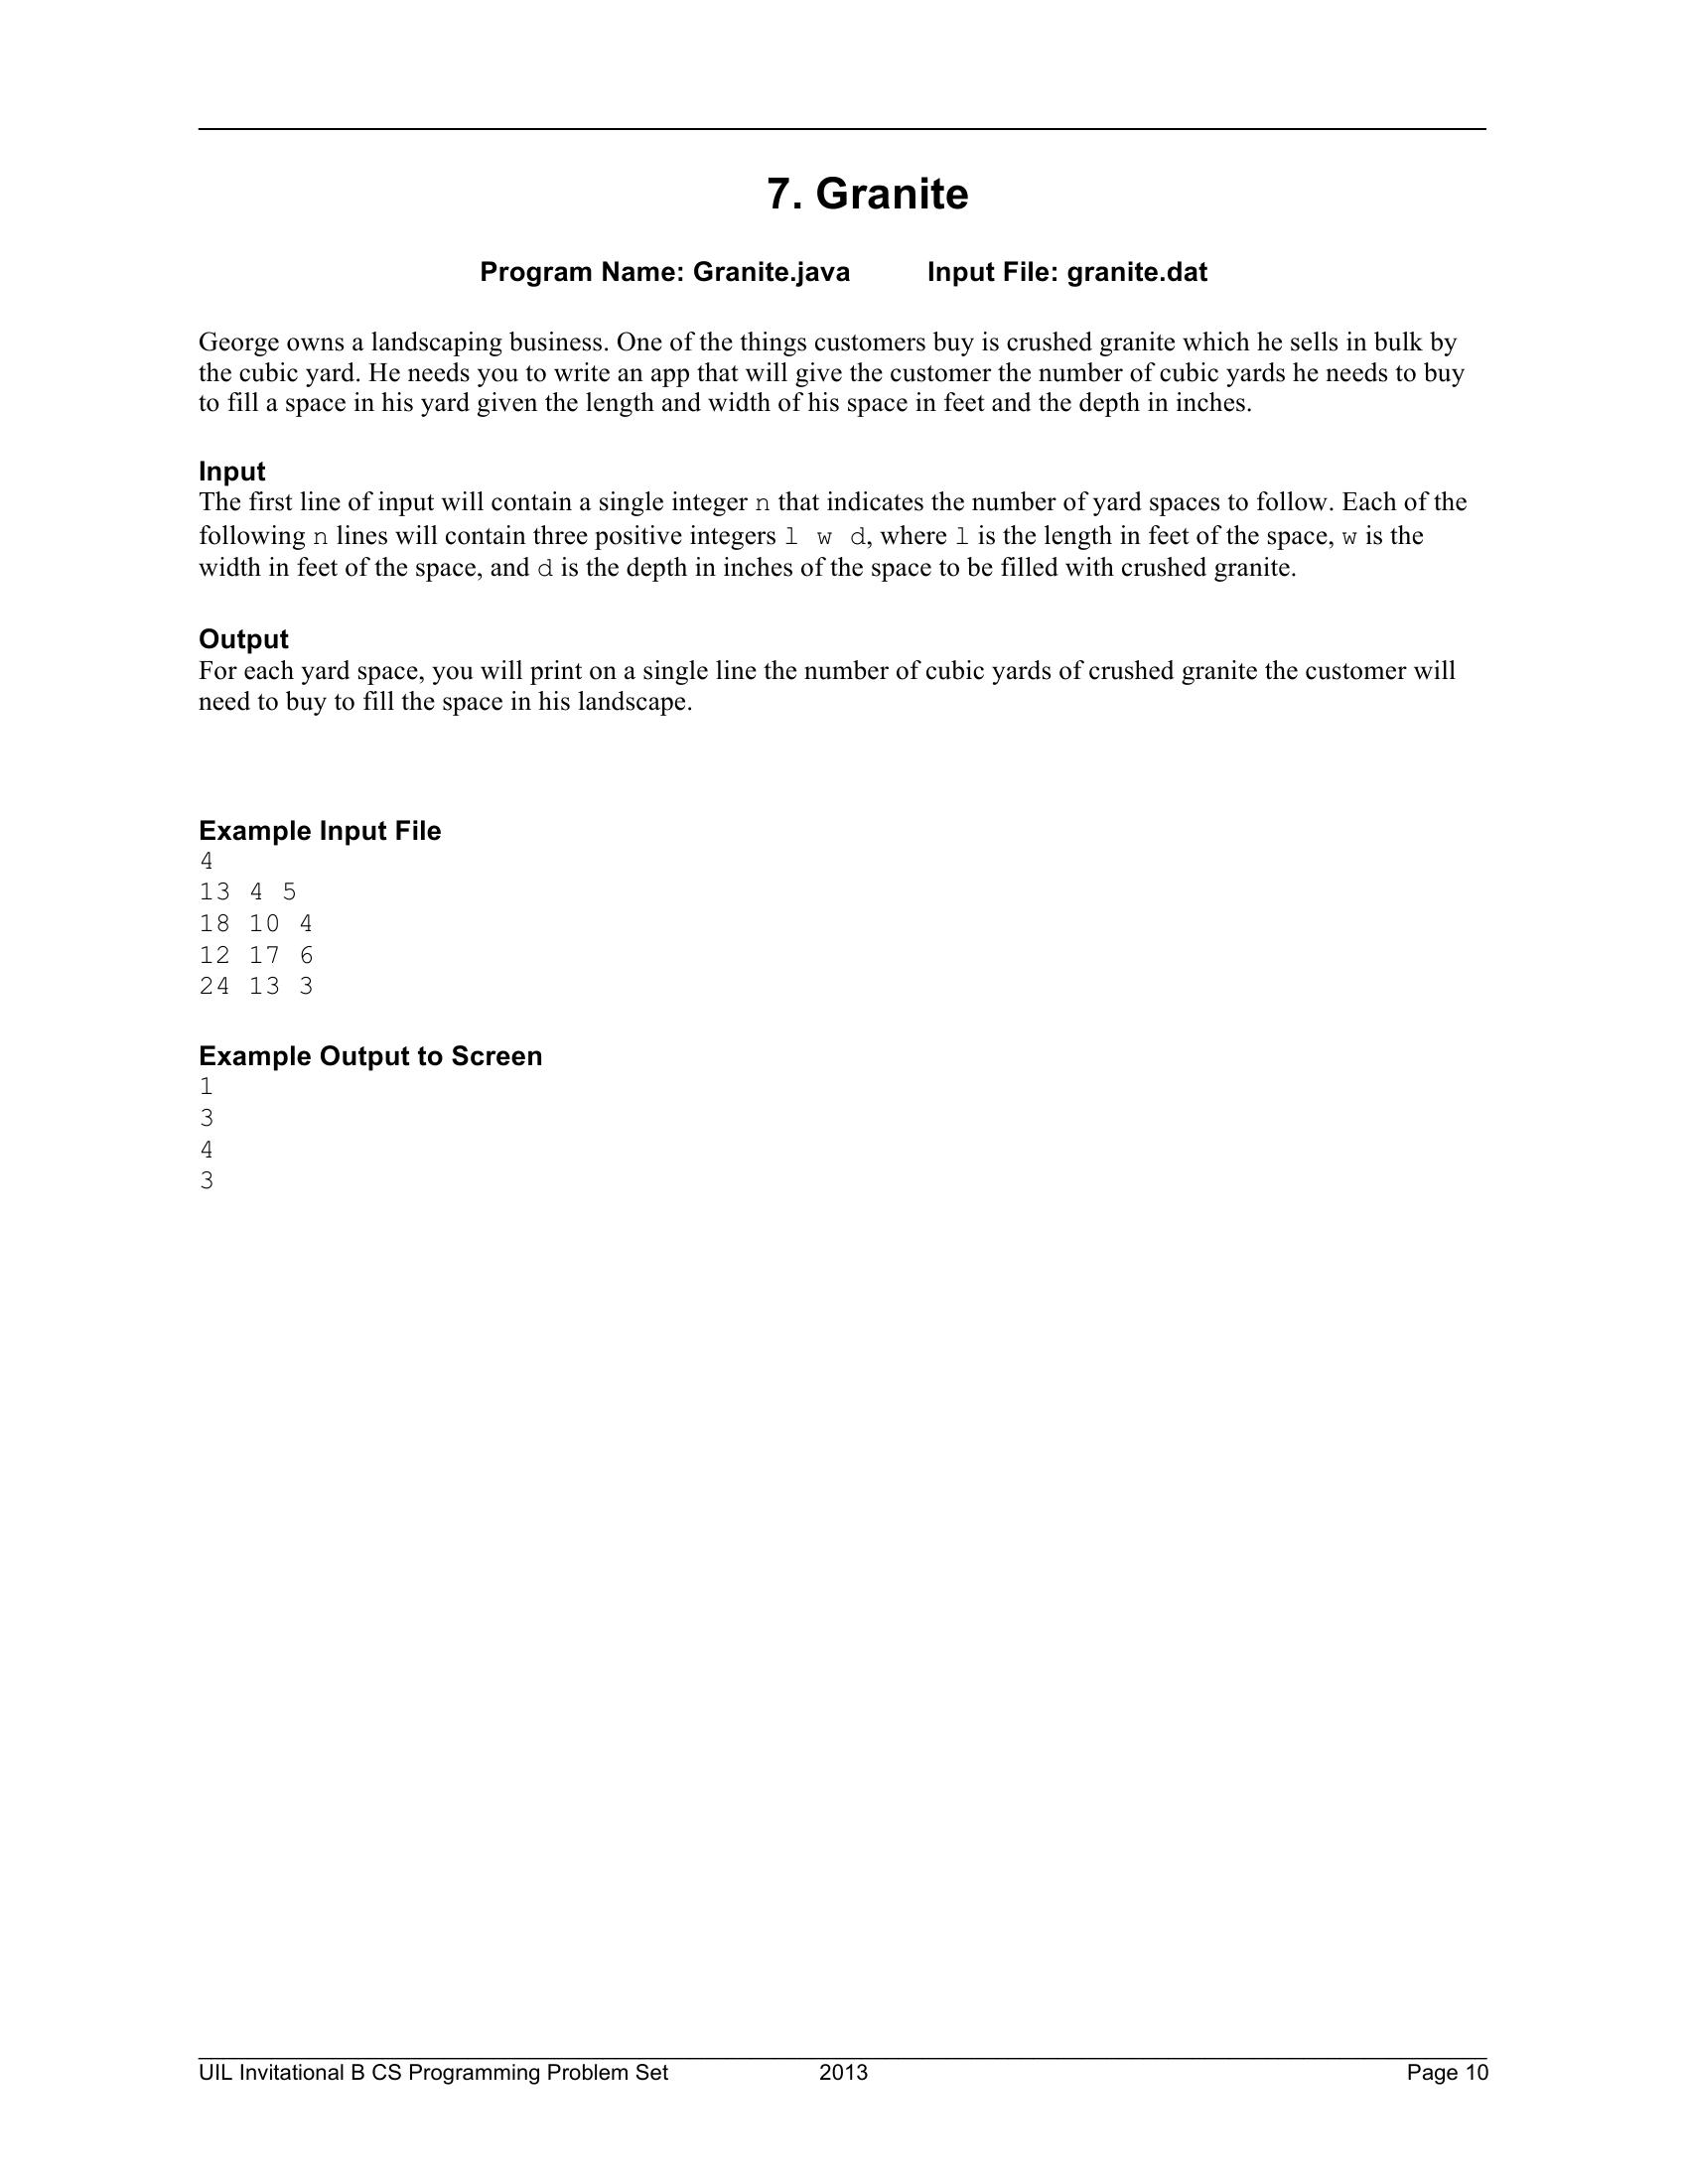 7. Granite
Program Name: Granite.java Input File: granite.dat
George owns a landscaping business. One of the things customers buy is crushed granite which he sells in bulk by
the cubic yard. He needs you to write an app that will give the customer the number of cubic yards he needs to buy
to fill a space in his yard given the length and width of his space in feet and the depth in inches.
Input
The first line of input will contain a single integer n that indicates the number of yard spaces to follow. Each of the
following n lines will contain three positive integers l w d, where l is the length in feet of the space, w is the
width in feet of the space, and d is the depth in inches of the space to be filled with crushed granite.
Output
For each yard space, you will print on a single line the number of cubic yards of crushed granite the customer will
need to buy to fill the space in his landscape.
Example Input File
4
13 4 5
18 10 4
12 17 6
24 13 3
Example Output to Screen
1
3
4
3
UIL Invitational B CS Programming Problem Set 2013 Page 10